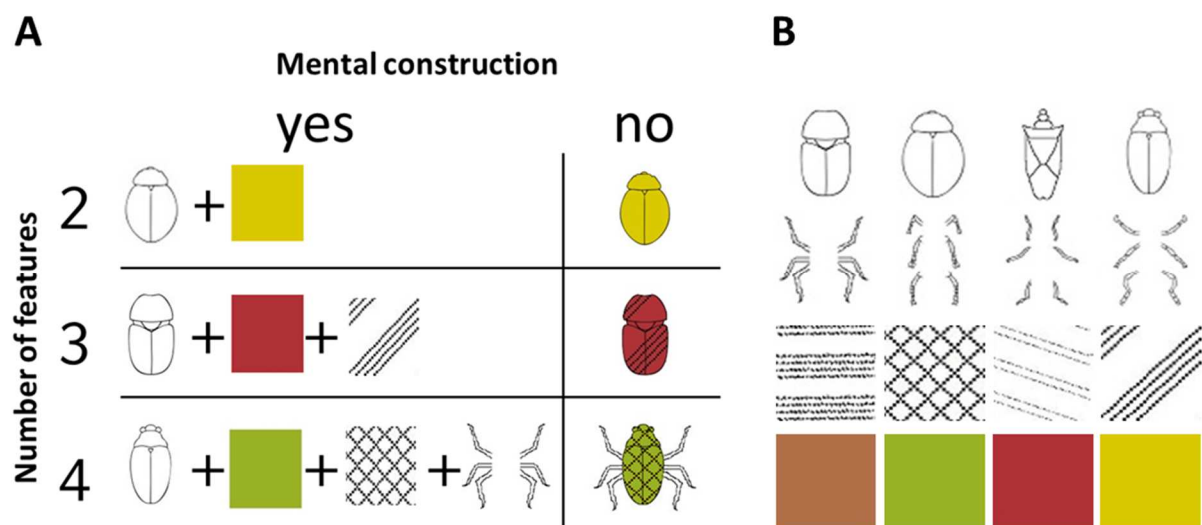 A
B
Mental construction
yes
no
Number of features
2
+
3
+
+
4
+
+
+